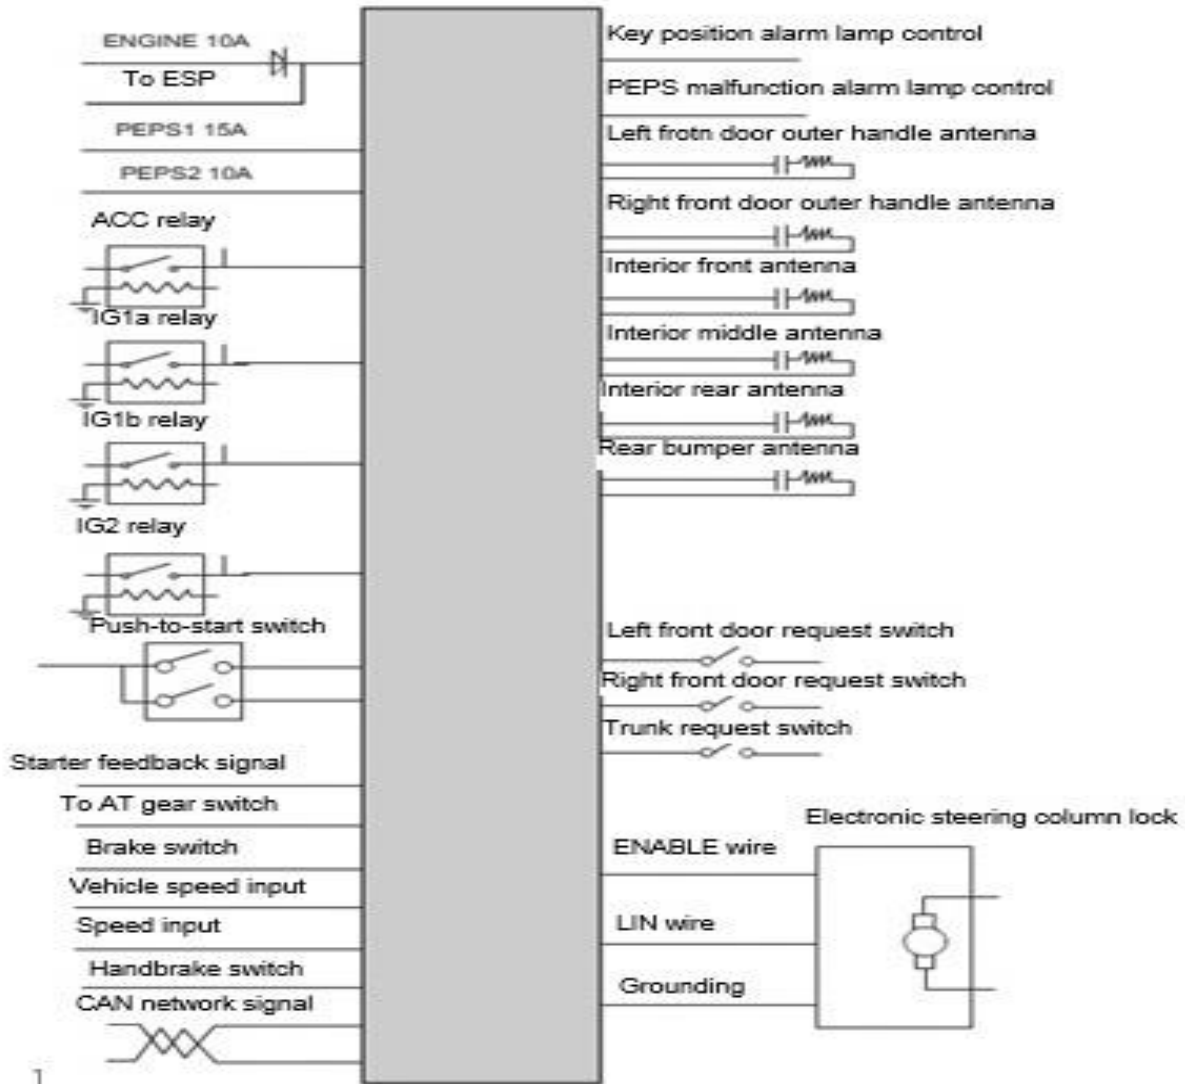 ENGINE 10A
To ESP
PEPS1 15A
PEPS2 10A
ACC relay
IG1a relay
IG1b relay
IG2 relay
Push-to-start switch
Starter feedback signal
To AT gear switch
Brake switch
Vehicle speed input
Speed input
Handbrake switch
CAN network signal
1
Key position alarm lamp control
PEPS malfunction alarm lamp control
Left frotn door outer handle antenna
Right front door outer handle antenna
Interior front antenna
Interior middle antenna
Interior rear antenna
Rear bumper antenna
Left front door request switch
Right front door request switch
Trunk request switch
Electronic steering column lock
ENABLE wire
LIN wire
Grounding